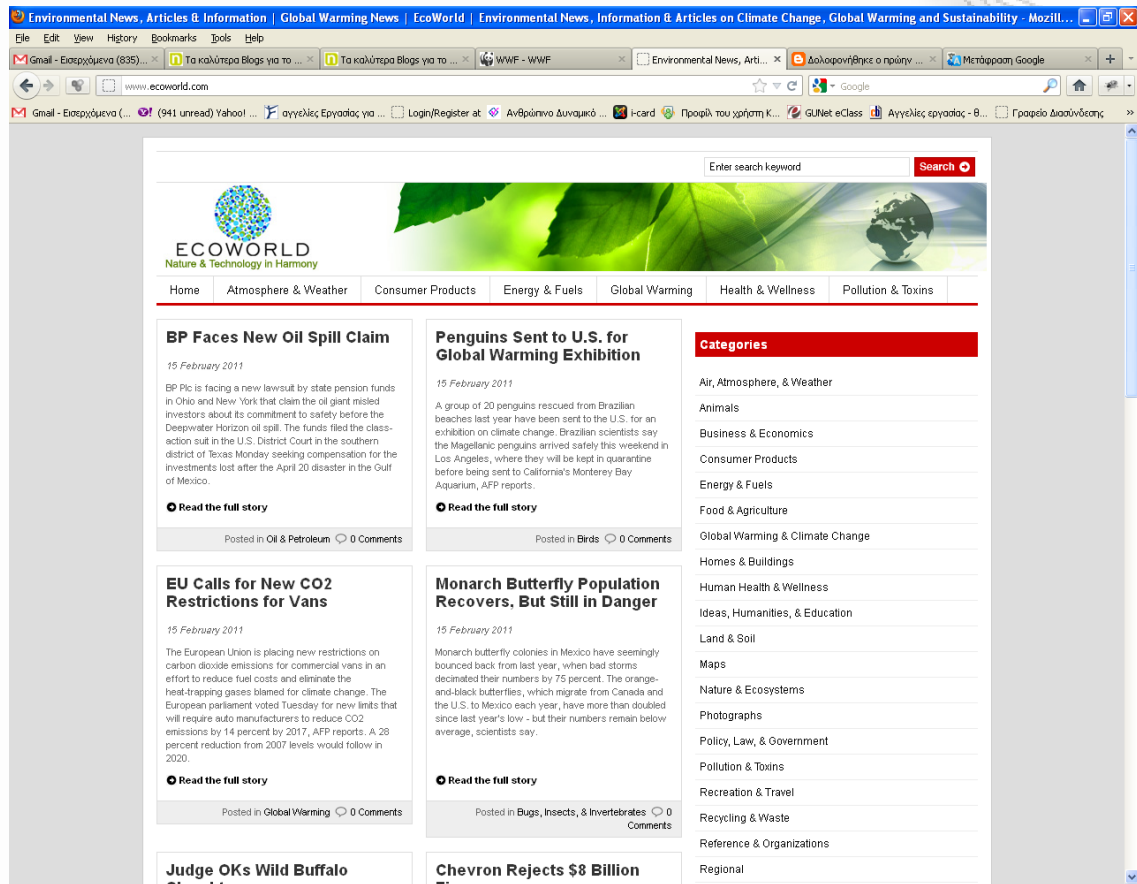 Environmental News, Articles & Information | Global Warming News | EcoWorld | Environmental News, Information & Articles on Climate Change, Global Warming and Sustainability - Mozill...
File Edit View History Bookmarks Tools Help
Gmail - Εισερχόμενα (835)... Τα καλύτερα Blogs για το ... Τα καλύτερα Blogs για το ... WWF - WWF Environmental News, Arti... Δολοφονήθηκε ο πρώην ... Μετάφραση Google
www.ecoworld.com Google
Gmail - Εισερχόμενα (... (941 unread) Yahoo! ... αγγελίες Εργασίας για ... Login/Register at Ανθρώπινο Δυναμικό ... i-card Προφίλ του χρήστη K... GUNet eClass Αγγελίες εργασίας - θ... Γραφείο Διασύνδεσης
Enter search keyword Search
ECOWORLD
Nature & Technology in Harmony
Home Atmosphere & Weather Consumer Products Energy & Fuels Global Warming Health & Wellness Pollution & Toxins
BP Faces New Oil Spill Claim
15 February 2011
BP Plc is facing a new lawsuit by state pension funds
in Ohio and New York that claim the oil giant misled
investors about its commitment to safety before the
Deepwater Horizon oil spill. The funds filed the class-
action suit in the U.S. District Court in the southern
district of Texas Monday seeking compensation for the
investments lost after the April 20 disaster in the Gulf
of Mexico.
Read the full story
Posted in Oil & Petroleum 0 Comments
Penguins Sent to U.S. for
Global Warming Exhibition
15 February 2011
A group of 20 penguins rescued from Brazilian
beaches last year have been sent to the U.S. for an
exhibition on climate change. Brazilian scientists say
the Magellanic penguins arrived safely this weekend in
Los Angeles, where they will be kept in quarantine
before being sent to California's Monterey Bay
Aquarium, AFP reports.
Read the full story
Posted in Birds 0 Comments
EU Calls for New CO2
Restrictions for Vans
15 February 2011
The European Union is placing new restrictions on
carbon dioxide emissions for commercial vans in an
effort to reduce fuel costs and eliminate the
heat-trapping gases blamed for climate change. The
European parliament voted Tuesday for new limits that
will require auto manufacturers to reduce CO2
emissions by 14 percent by 2017, AFP reports. A 28
percent reduction from 2007 levels would follow in
2020.
Read the full story
Posted in Global Warming 0 Comments
Monarch Butterfly Population
Recovers, But Still in Danger
15 February 2011
Monarch butterfly colonies in Mexico have seemingly
bounced back from last year, when bad storms
decimated their numbers by 75 percent. The orange-
and-black butterflies, which migrate from Canada and
the U.S. to Mexico each year, have more than doubled
since last year's low - but their numbers remain below
average, scientists say.
Read the full story
Posted in Bugs, Insects, & Invertebrates 0
Comments
Judge OKs Wild Buffalo
Chevron Rejects $8 Billion
Categories
Air, Atmosphere, & Weather
Animals
Business & Economics
Consumer Products
Energy & Fuels
Food & Agriculture
Global Warming & Climate Change
Homes & Buildings
Human Health & Wellness
Ideas, Humanities, & Education
Land & Soil
Maps
Nature & Ecosystems
Photographs
Policy, Law, & Government
Pollution & Toxins
Recreation & Travel
Recycling & Waste
Reference & Organizations
Regional